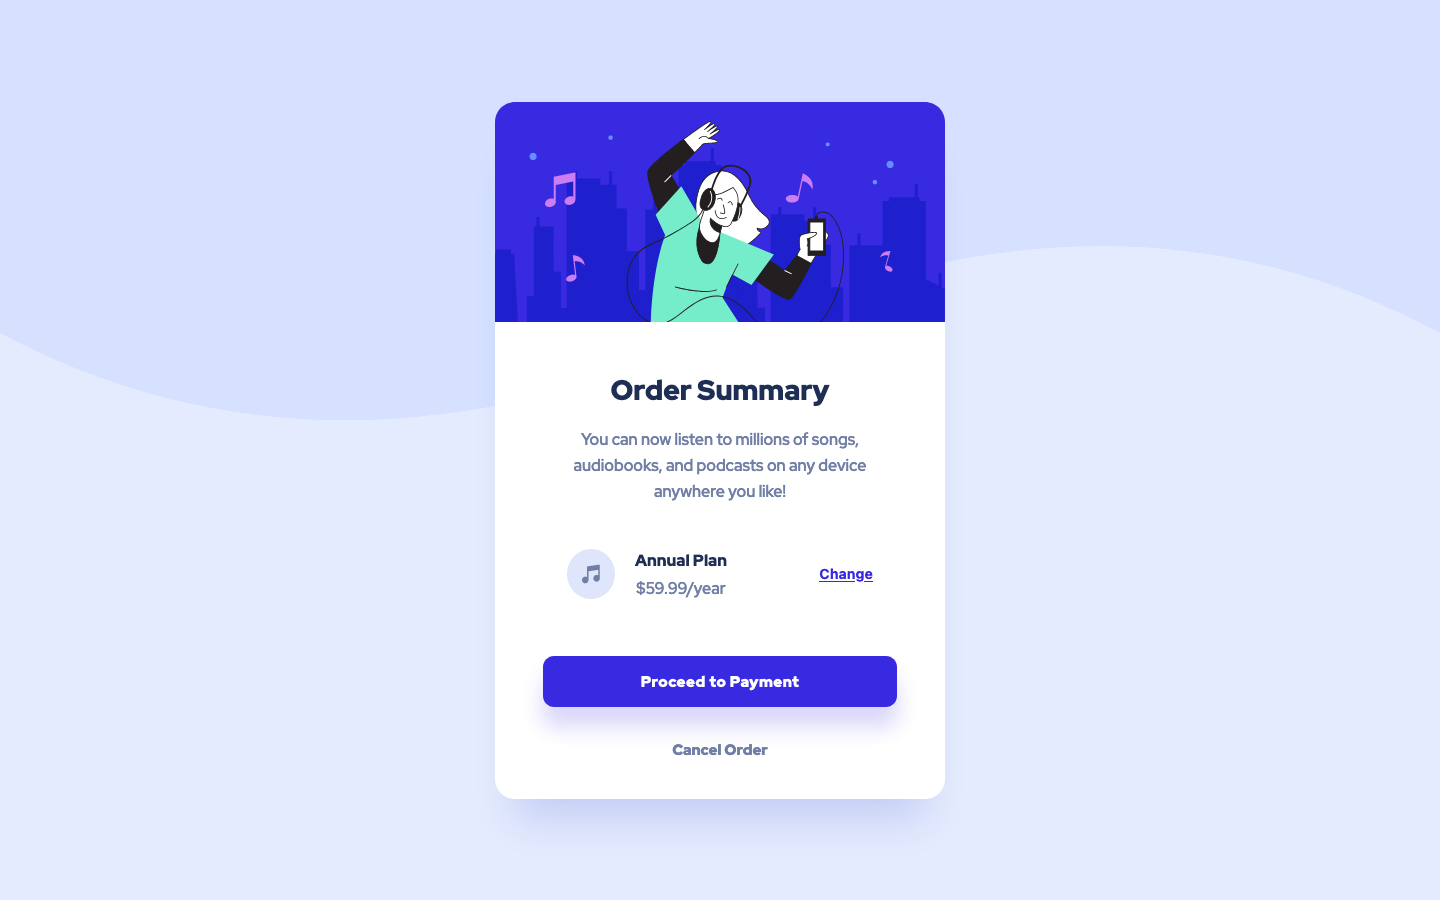 Order Summary
You can now listen to millions of songs,
audiobooks, and podcasts on any device
anywhere you like!
Annual Plan
$59.99/year
Change
Proceed to Payment
Cancel Order